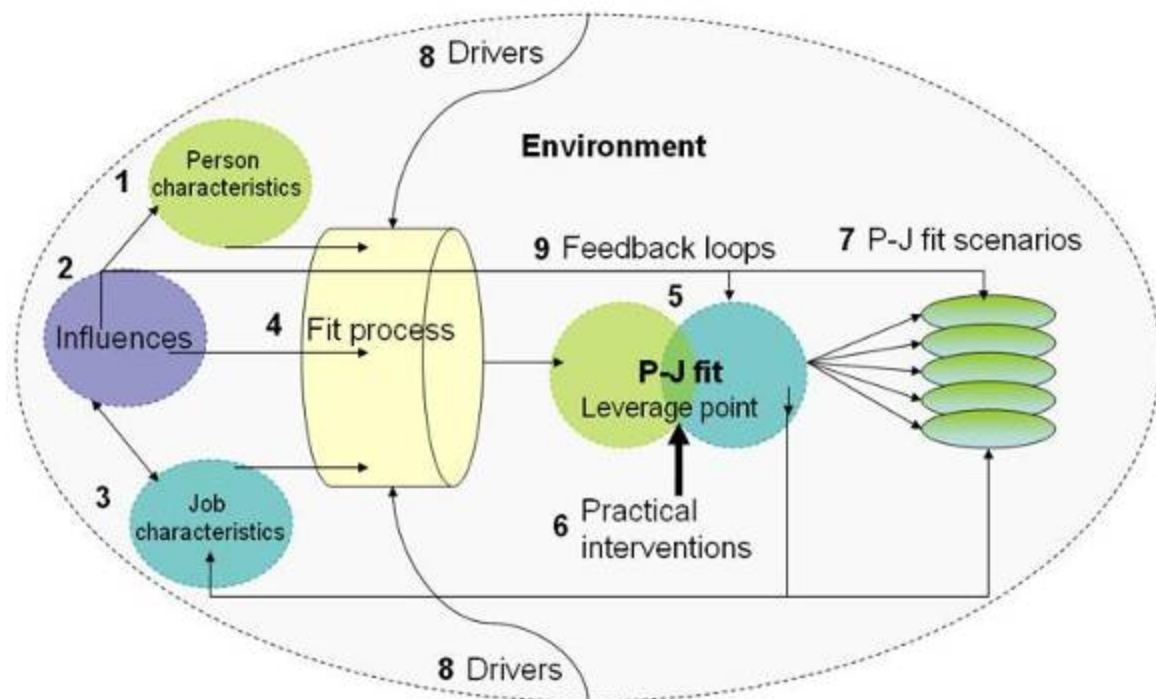 8 Drivers
Environment
1
Person
characteristics
2
Influences
9 Feedback loops
7 P-J fit scenarios
4 Fit process
5
P-J fit
Leverage point
3
Job
characteristics
6 Practical
interventions
8 Drivers